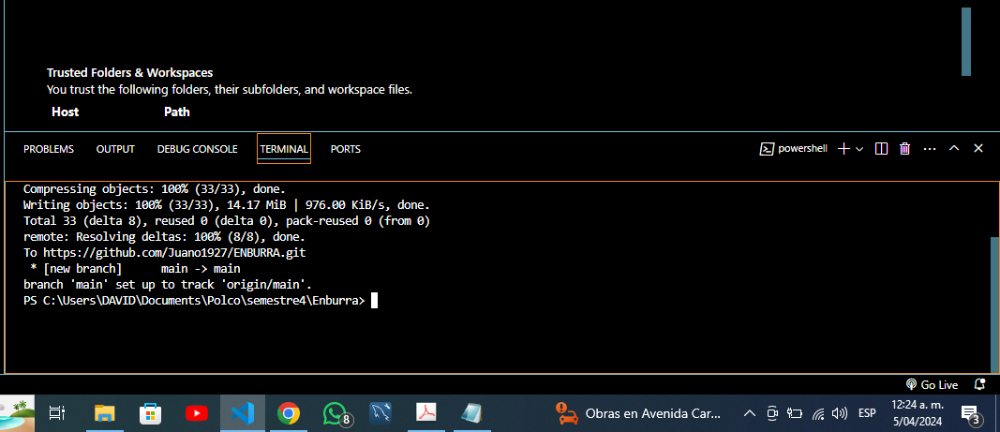 Trusted Folders & Workspaces
You trust the following folders, their subfolders, and workspace files.
Host Path
PROBLEMS OUTPUT DEBUG CONSOLE TERMINAL PORTS powershell
Compressing objects: 100% (33/33), done.
Writing objects: 100% (33/33), 14.17 MiB | 976.00 KiB/s, done.
Total 33 (delta 8), reused 0 (delta 0), pack-reused 0 (from 0)
remote: Resolving deltas: 100% (8/8), done.
To https://github.com/Juano1927/ENBURRA.git
 * [new branch]      main -> main
branch 'main' set up to track 'origin/main'.
PS C:\Users\DAVID\Documents\Polco\semestre4\Enburra>
Go Live
8 Obras en Avenida Car... ESP 12:24 a. m. 3
5/04/2024